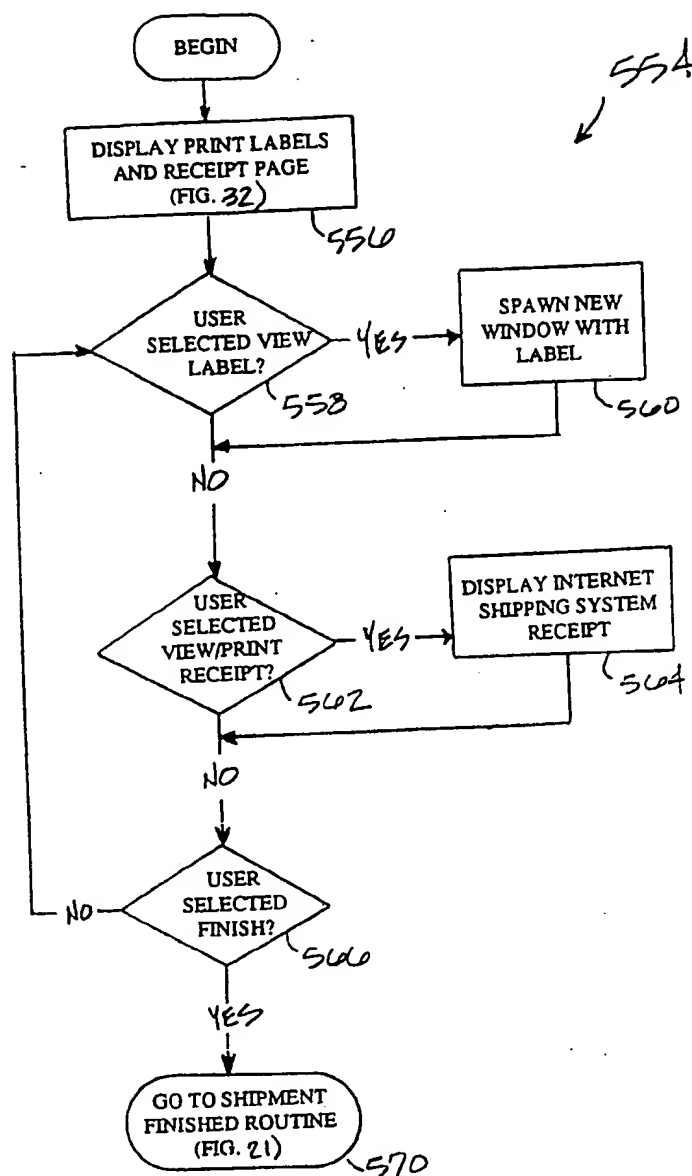 BEGIN
554
DISPLAY PRINT LABELS
AND RECEIPT PAGE
(FIG. 32)
556
USER
SELECTED VIEW
LABEL?
558
YES
SPAWN NEW
WINDOW WITH
LABEL
560
NO
USER
SELECTED
VIEW/PRINT
RECEIPT?
562
YES
DISPLAY INTERNET
SHIPPING SYSTEM
RECEIPT
564
NO
USER
SELECTED
FINISH?
566
NO
YES
GO TO SHIPMENT
FINISHED ROUTINE
(FIG. 21)
570